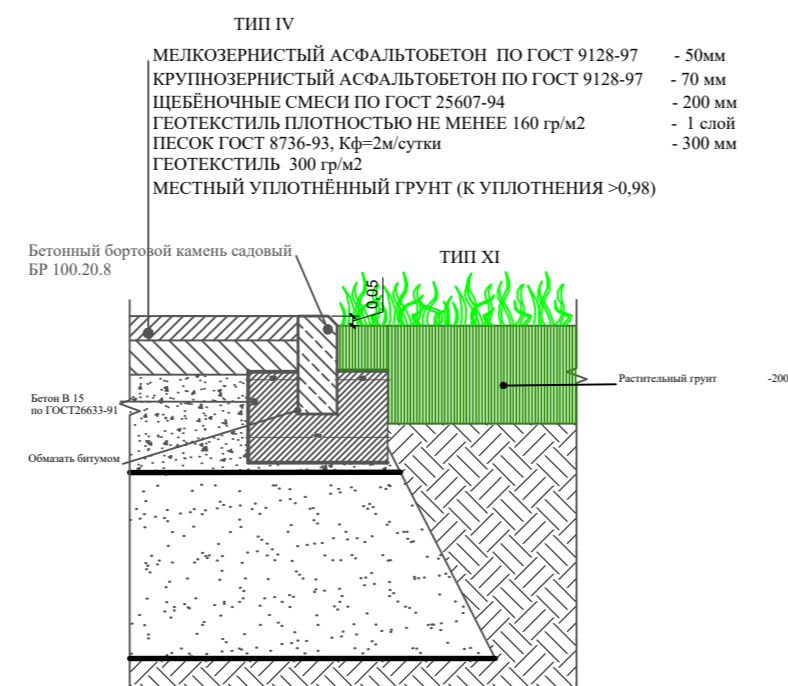 ТИП IV
МЕЛКОЗЕРНИСТЫЙ АСФАЛЬТОБЕТОН ПО ГОСТ 9128-97 - 50мм
КРУПНОЗЕРНИСТЫЙ АСФАЛЬТОБЕТОН ПО ГОСТ 9128-97 - 70 мм
ЩЕБЁНОЧНЫЕ СМЕСИ ПО ГОСТ 25607-94 - 200 мм
ГЕОТЕКСТИЛЬ ПЛОТНОСТЬЮ НЕ МЕНЕЕ 160 гр/м2 - 1 слой
ПЕСОК ГОСТ 8736-93, Кф=2м/сутки - 300 мм
ГЕОТЕКСТИЛЬ 300 гр/м2
МЕСТНЫЙ УПЛОТНЁННЫЙ ГРУНТ (К УПЛОТНЕНИЯ >0,98)
Бетонный бортовой камень садовый
БР 100.20.8
ТИП XI
0.05
Растительный грунт -200
Бетон В 15
по ГОСТ26633-91
Обмазать битумом